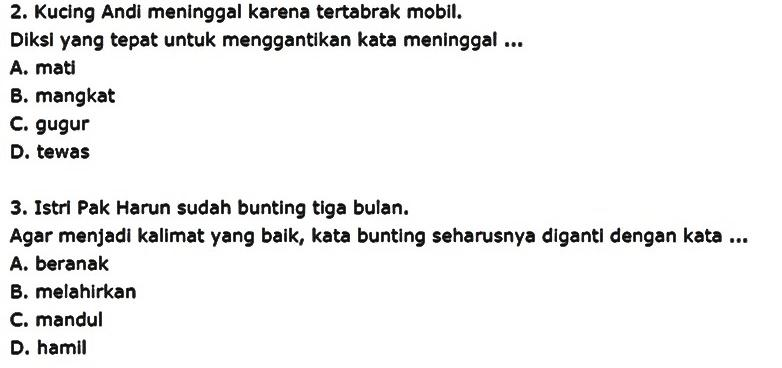 2. Kucing Andi meninggal karena tertabrak mobil.
Diksi yang tepat untuk menggantikan kata meninggal ...
A. mati
B. mangkat
C. gugur
D. tewas
3. Istri Pak Harun sudah bunting tiga bulan.
Agar menjadi kalimat yang baik, kata bunting seharusnya diganti dengan kata ...
A. beranak
B. melahirkan
C. mandul
D. hamil